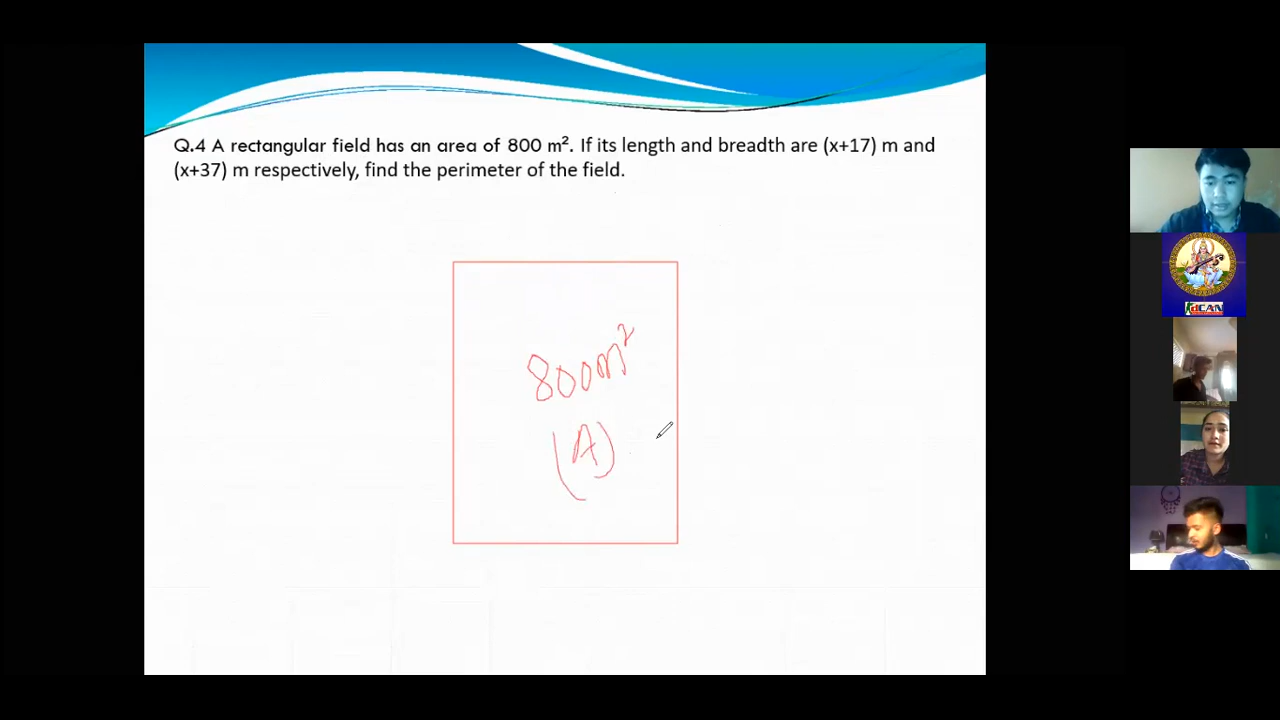 Q.4 A rectangular field has an area of 800 m². If its length and breadth are (x+17) m and
(x+37) m respectively, find the perimeter of the field.
800m²
(A)